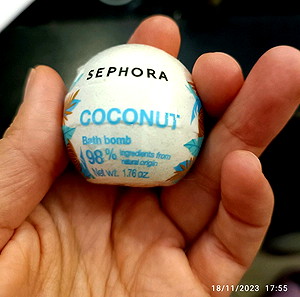 SEPHORA
COCONUT
Bath bomb
98% ingredients from
natural origin
Net wt. 1.76 oz.
18/11/2023 17:55